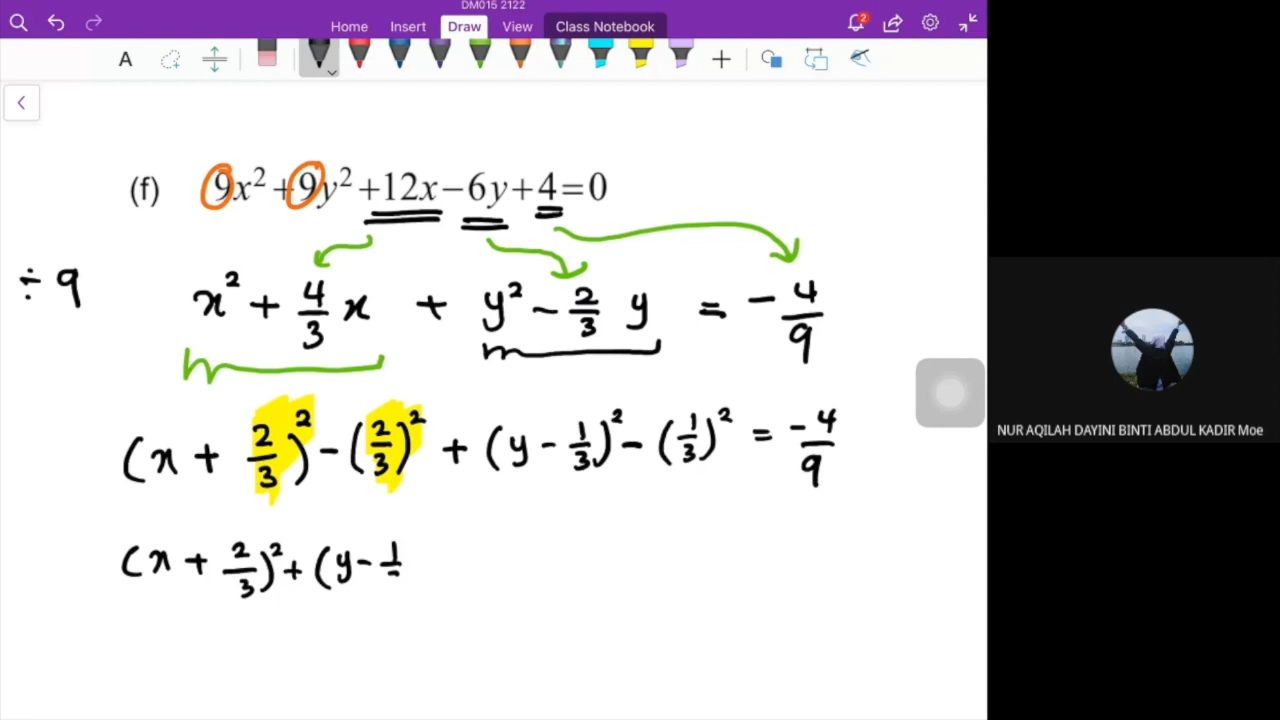 DM015 2122
Home Insert Draw View Class Notebook
2
A
(f) 9x² + 9y² + 12x − 6y + 4 = 0
÷ 9 x² + 4/3 x + y² − 2/3 y = − 4/9
(x + 2/3)² − (2/3)² + (y − 1/3)² − (1/3)² = −4/9
(x + 2/3)² + (y − 1/
NUR AQILAH DAYINI BINTI ABDUL KADIR Moe